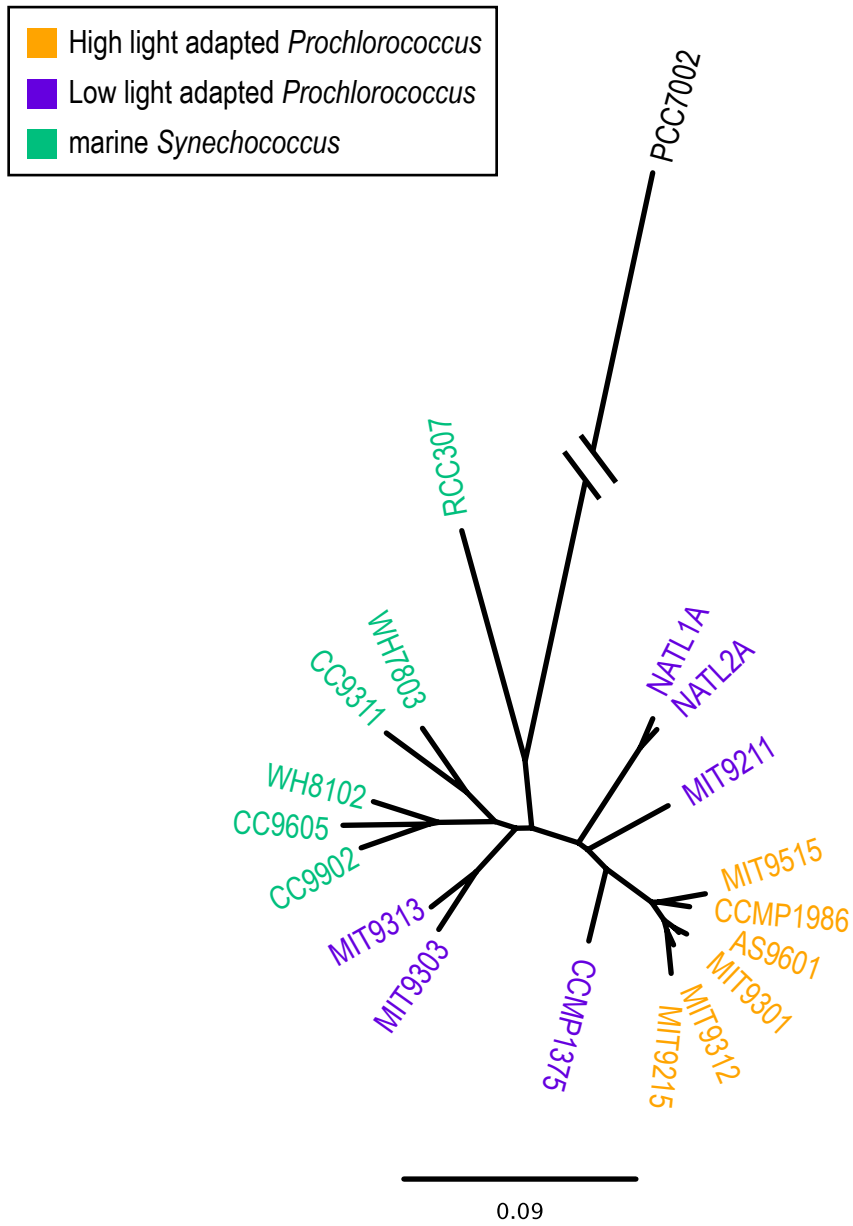 High light adapted Prochlorococcus
Low light adapted Prochlorococcus
marine Synechococcus
PCC7002
RCC307
WH7803
CC9311
WH8102
CC9605
CC9902
MIT9313
MIT9303
NATL1A
NATL2A
MIT9211
MIT9515
CCMP1986
AS9601
MIT9301
MIT9312
MIT9215
CCMP1375
0.09